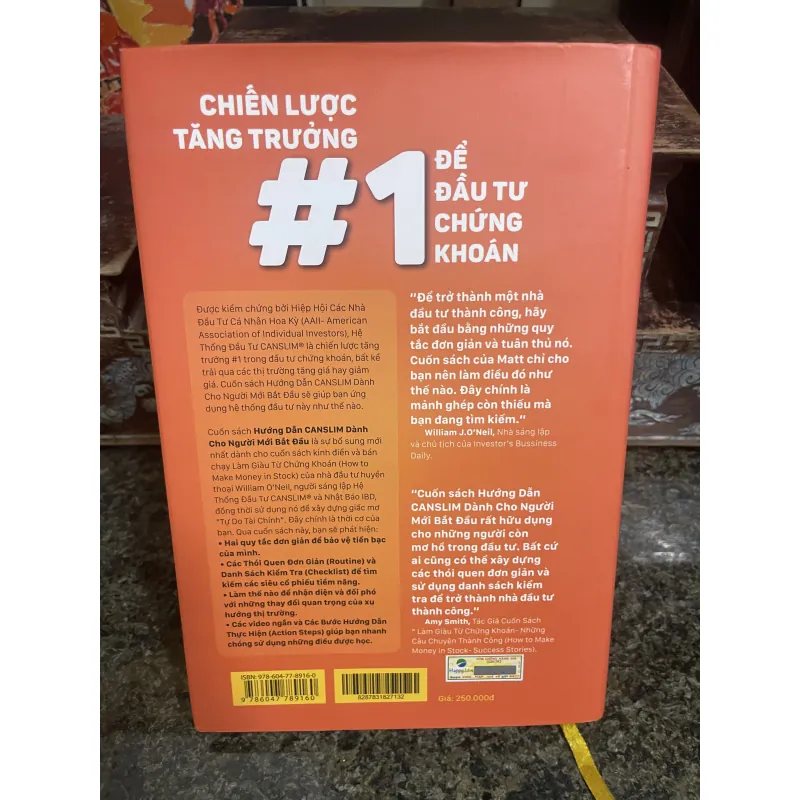 CHIẾN LƯỢC
TĂNG TRƯỞNG
#1
ĐỂ
ĐẦU TƯ
CHỨNG
KHOÁN
Được kiểm chứng bởi Hiệp Hội Các Nhà
Đầu Tư Cá Nhân Hoa Kỳ (AAII- American
Association of Individual Investors), Hệ
Thống Đầu Tư CANSLIM® là chiến lược tăng
trưởng #1 trong đầu tư chứng khoán, bất kể
trải qua các thị trường tăng giá hay giảm
giá. Cuốn sách Hướng Dẫn CANSLIM Dành
Cho Người Mới Bắt Đầu sẽ giúp bạn ứng
dụng hệ thống đầu tư này như thế nào.
Cuốn sách Hướng Dẫn CANSLIM Dành
Cho Người Mới Bắt Đầu là sự bổ sung mới
nhất dành cho cuốn sách kinh điển và bán
chạy Làm Giàu Từ Chứng Khoán (How to
Make Money in Stock) của nhà đầu tư huyền
thoại William O'Neil, người sáng lập Hệ
Thống Đầu Tư CANSLIM® và Nhật Báo IBD,
đồng thời sử dụng nó để xây dựng giấc mơ
“Tự Do Tài Chính”. Đây chính là thời cơ của
bạn. Qua cuốn sách này, bạn sẽ phát hiện:
• Hai quy tắc đơn giản để bảo vệ tiền bạc
của mình.
• Các Thói Quen Đơn Giản (Routine) và
Danh Sách Kiểm Tra (Checklist) để tìm
kiếm các siêu cổ phiếu tiềm năng.
• Làm thế nào để nhận diện và đối phó
với những thay đổi quan trọng của xu
hướng thị trường.
• Các video ngắn và Các Bước Hướng Dẫn
Thực Hiện (Action Steps) giúp bạn nhanh
chóng sử dụng những điều được học.
“Để trở thành một nhà
đầu tư thành công, hãy
bắt đầu bằng những quy
tắc đơn giản và tuân thủ nó.
Cuốn sách của Matt chỉ cho
bạn nên làm điều đó như
thế nào. Đây chính là
mảnh ghép còn thiếu mà
bạn đang tìm kiếm.”
William J.O'Neil, Nhà sáng lập
và chủ tịch của Investor's Bussiness
Daily.
“Cuốn sách Hướng Dẫn
CANSLIM Dành Cho Người
Mới Bắt Đầu rất hữu dụng
cho những người còn
mơ hồ trong đầu tư. Bất cứ
ai cũng có thể xây dựng
các thói quen đơn giản và
sử dụng danh sách kiểm
tra để trở thành nhà đầu tư
thành công.”
Amy Smith, Tác Giả Cuốn Sách
“ Làm Giàu Từ Chứng Khoán- Những
Câu Chuyện Thành Công (How to Make
Money in Stock- Success Stories).
ISBN: 978-604-77-8916-0
9 786047 789160
8287831627132
Giá: 250.000đ